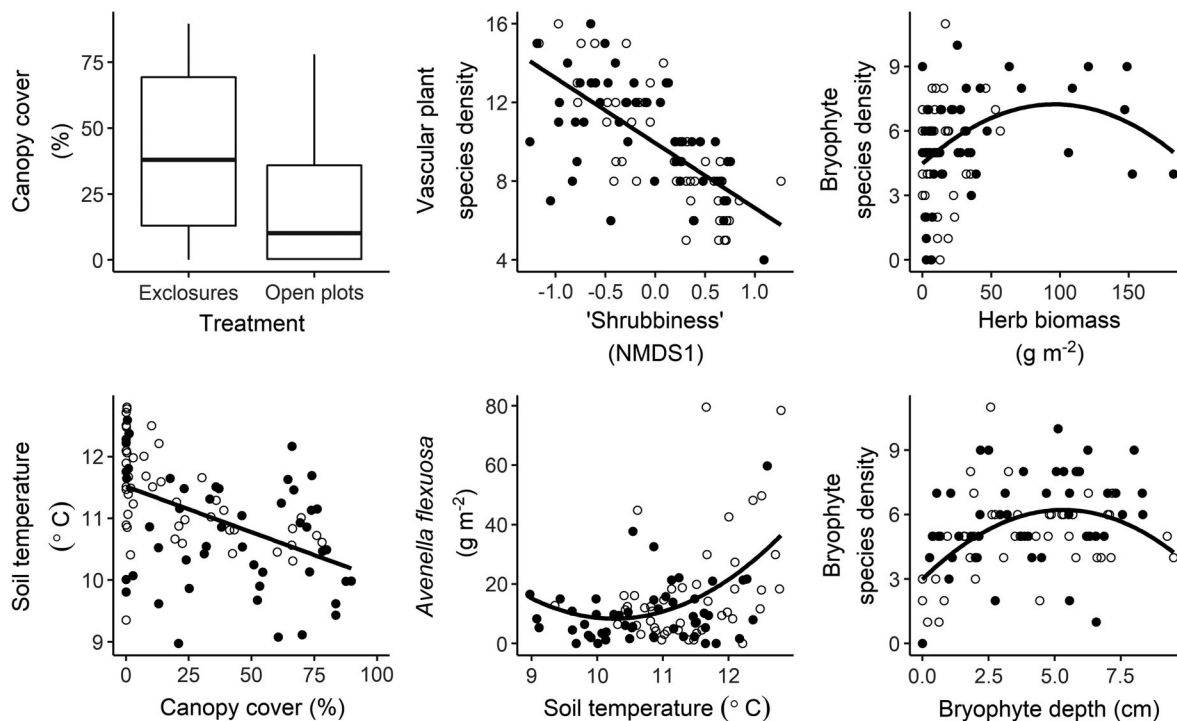 Canopy cover
(%)
75
50
25
0
Exclosures Open plots
Treatment
Vascular plant
species density
16
12
8
4
-1.0 -0.5 0.0 0.5 1.0
'Shrubbiness'
(NMDS1)
Bryophyte
species density
9
6
3
0
0 50 100 150
Herb biomass
(g m-2)
Soil temperature
(° C)
12
11
10
9
0 25 50 75 100
Canopy cover (%)
Avenella flexuosa
(g m-2)
80
60
40
20
0
9 10 11 12
Soil temperature (° C)
Bryophyte
species density
9
6
3
0
0.0 2.5 5.0 7.5
Bryophyte depth (cm)